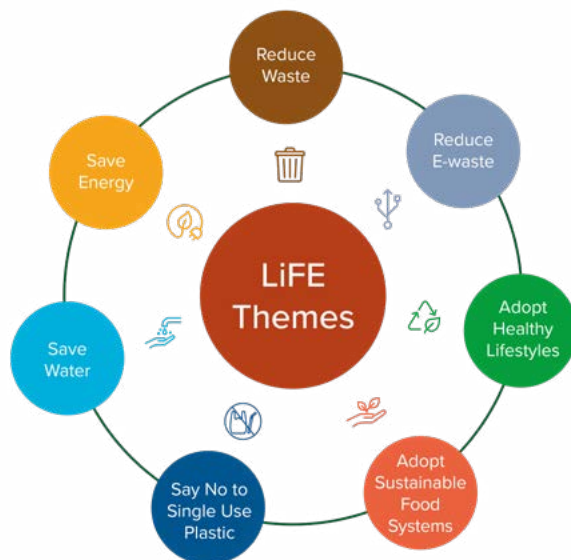 Reduce
Waste
Reduce
E-waste
Adopt
Healthy
Lifestyles
Adopt
Sustainable
Food
Systems
Say No to
Single Use
Plastic
Save
Water
Save
Energy
LiFE
Themes